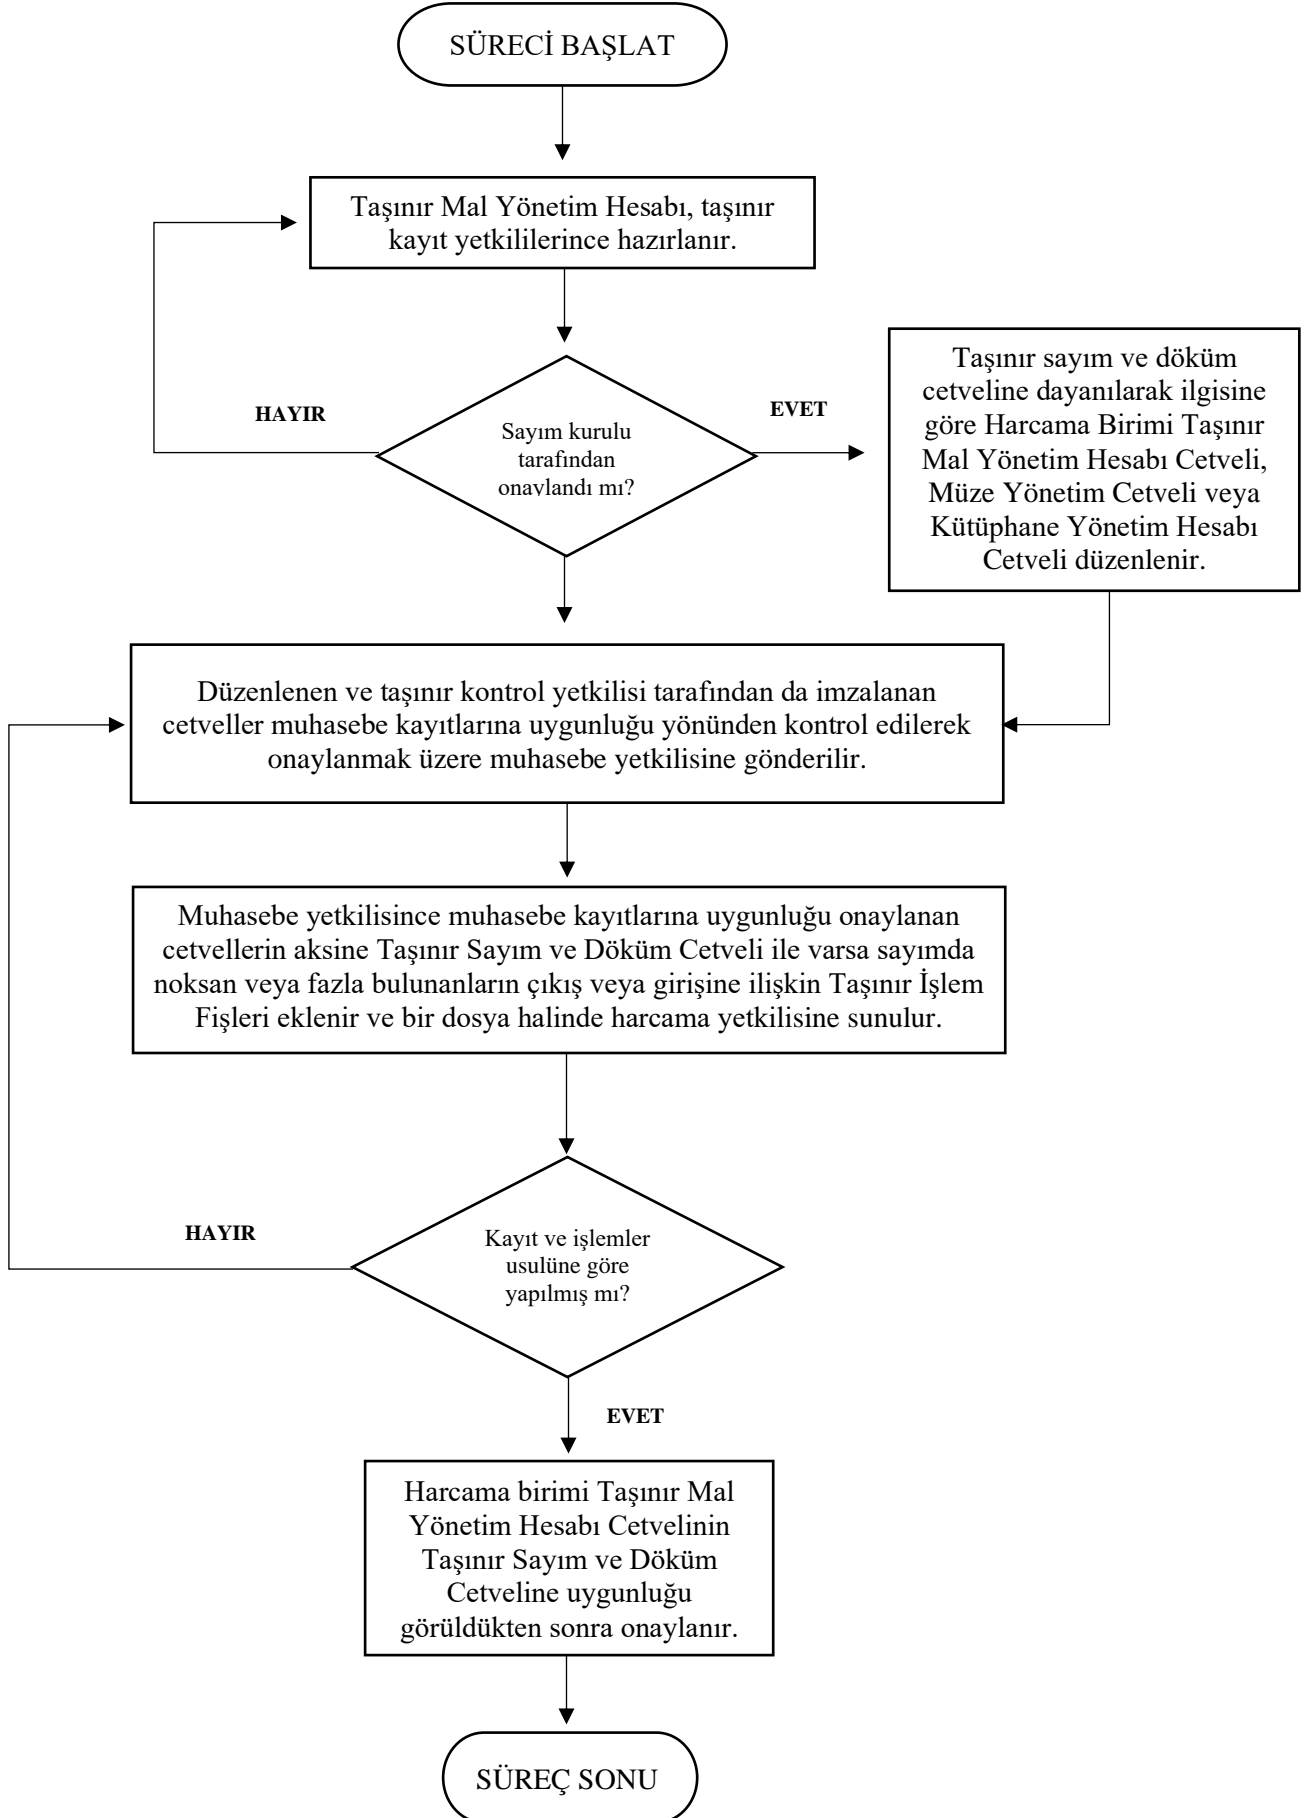 SÜRECİ BAŞLAT
Taşınır Mal Yönetim Hesabı, taşınır
kayıt yetkililerince hazırlanır.
HAYIR
EVET
Sayım kurulu
tarafından
onaylandı mı?
Taşınır sayım ve döküm
cetveline dayanılarak ilgisine
göre Harcama Birimi Taşınır
Mal Yönetim Hesabı Cetveli,
Müze Yönetim Cetveli veya
Kütüphane Yönetim Hesabı
Cetveli düzenlenir.
Düzenlenen ve taşınır kontrol yetkilisi tarafından da imzalanan
cetveller muhasebe kayıtlarına uygunluğu yönünden kontrol edilerek
onaylanmak üzere muhasebe yetkilisine gönderilir.
Muhasebe yetkilisince muhasebe kayıtlarına uygunluğu onaylanan
cetvellerin aksine Taşınır Sayım ve Döküm Cetveli ile varsa sayımda
noksan veya fazla bulunanların çıkış veya girişine ilişkin Taşınır İşlem
Fişleri eklenir ve bir dosya halinde harcama yetkilisine sunulur.
HAYIR
Kayıt ve işlemler
usulüne göre
yapılmış mı?
EVET
Harcama birimi Taşınır Mal
Yönetim Hesabı Cetvelinin
Taşınır Sayım ve Döküm
Cetveline uygunluğu
görüldükten sonra onaylanır.
SÜREÇ SONU